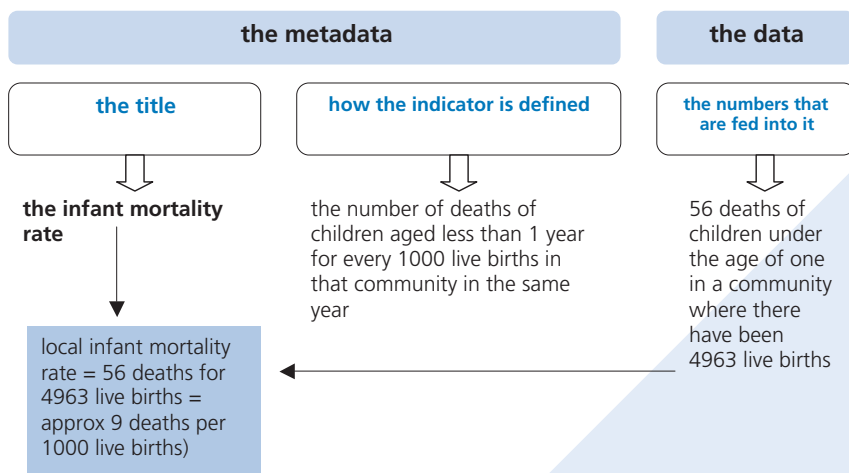 the metadata
the data
the title
how the indicator is defined
the numbers that
are fed into it
the infant mortality
rate
the number of deaths of
children aged less than 1 year
for every 1000 live births in
that community in the same
year
56 deaths of
children under
the age of one
in a community
where there
have been
4963 live births
local infant mortality
rate = 56 deaths for
4963 live births =
approx 9 deaths per
1000 live births)